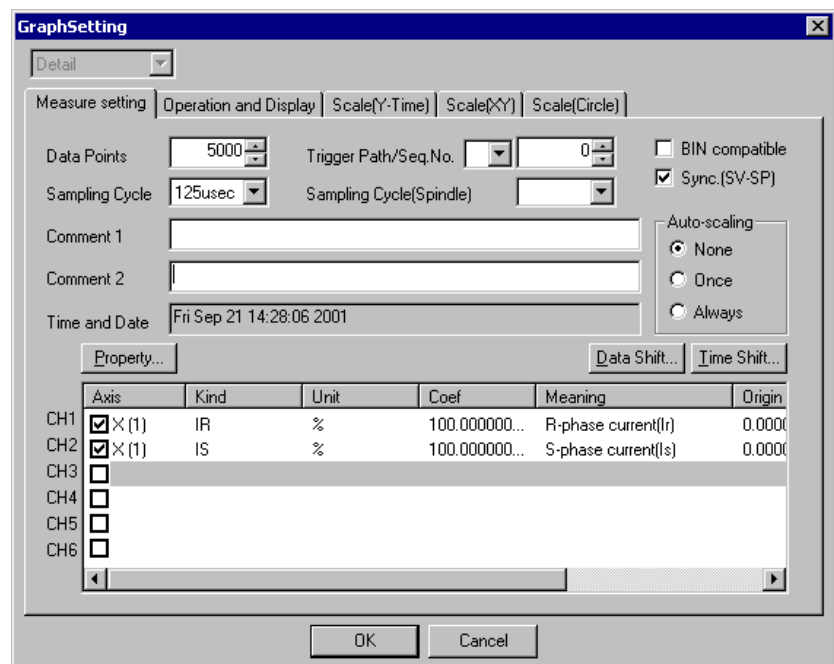 GraphSetting
Detail
Measure setting Operation and Display Scale(Y-Time) Scale(XY) Scale(Circle)
Data Points 5000 Trigger Path/Seq.No. 0 BIN compatible
Sync.(SV-SP)
Sampling Cycle 125usec Sampling Cycle(Spindle)
Auto-scaling
Comment 1
None
Comment 2
Once
Time and Date Fri Sep 21 14:28:06 2001
Always
Property... Data Shift... Time Shift...
Axis Kind Unit Coef Meaning Origin
CH1 X (1) IR % 100.000000... R-phase current(Ir) 0.0000
CH2 X (1) IS % 100.000000... S-phase current(Is) 0.0000
CH3
CH4
CH5
CH6
OK Cancel